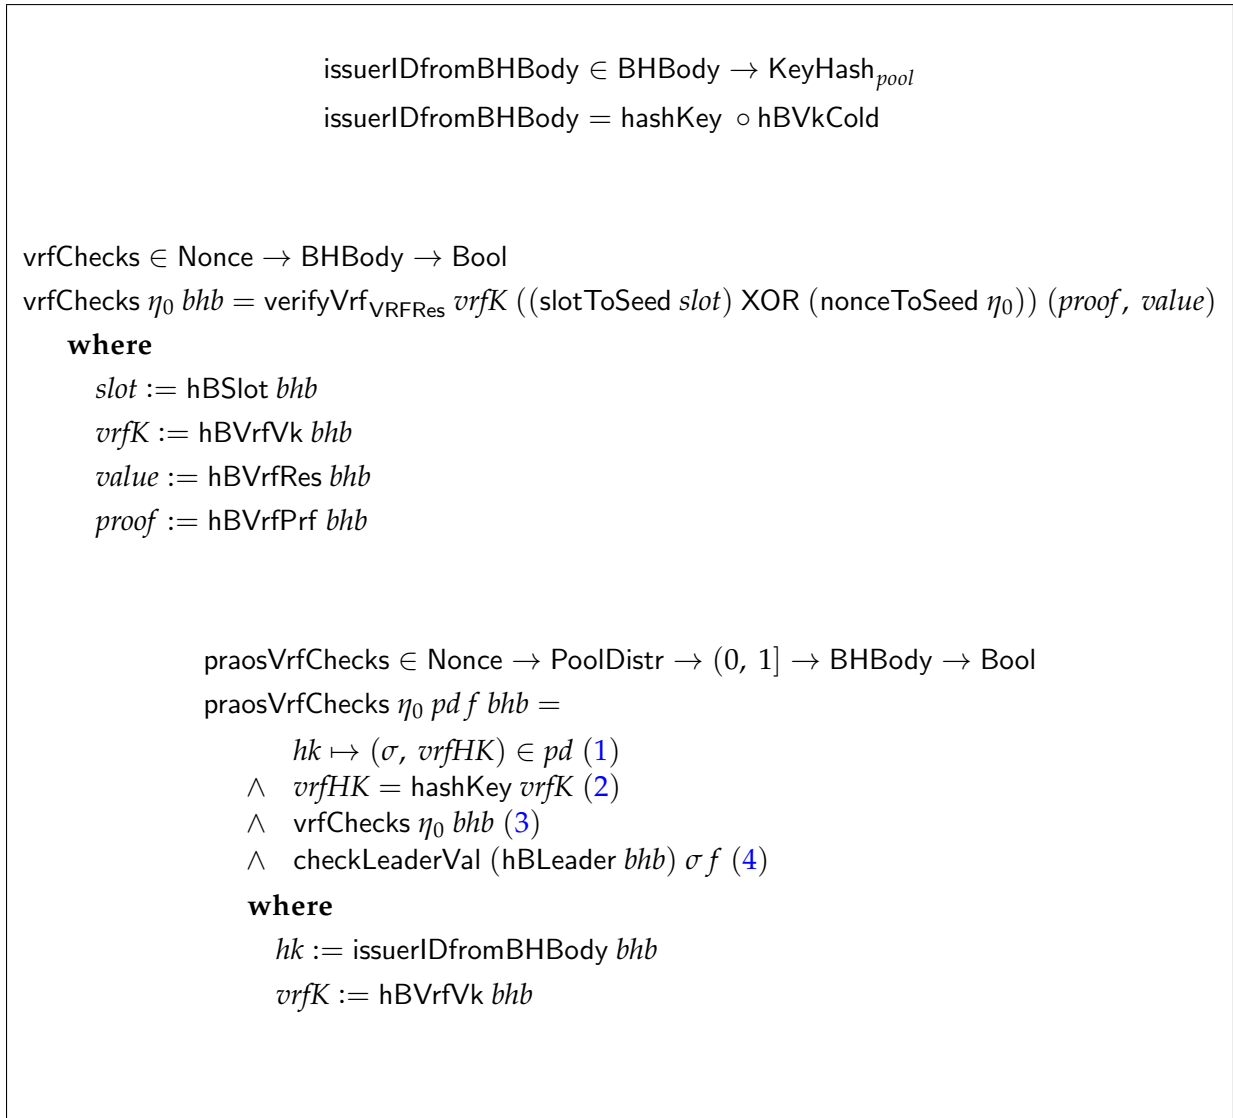 issuerIDfromBHBody ∈ BHBody → KeyHash_pool
issuerIDfromBHBody = hashKey ∘ hBVkCold
vrfChecks ∈ Nonce → BHBody → Bool
vrfChecks η₀ bhb = verifyVrf_VRFRes vrfK ((slotToSeed slot) XOR (nonceToSeed η₀)) (proof, value)
where
slot := hBSlot bhb
vrfK := hBVrfVk bhb
value := hBVrfRes bhb
proof := hBVrfPrf bhb
praosVrfChecks ∈ Nonce → PoolDistr → (0, 1] → BHBody → Bool
praosVrfChecks η₀ pd f bhb =
hk ↦ (σ, vrfHK) ∈ pd (1)
∧ vrfHK = hashKey vrfK (2)
∧ vrfChecks η₀ bhb (3)
∧ checkLeaderVal (hBLeader bhb) σ f (4)
where
hk := issuerIDfromBHBody bhb
vrfK := hBVrfVk bhb